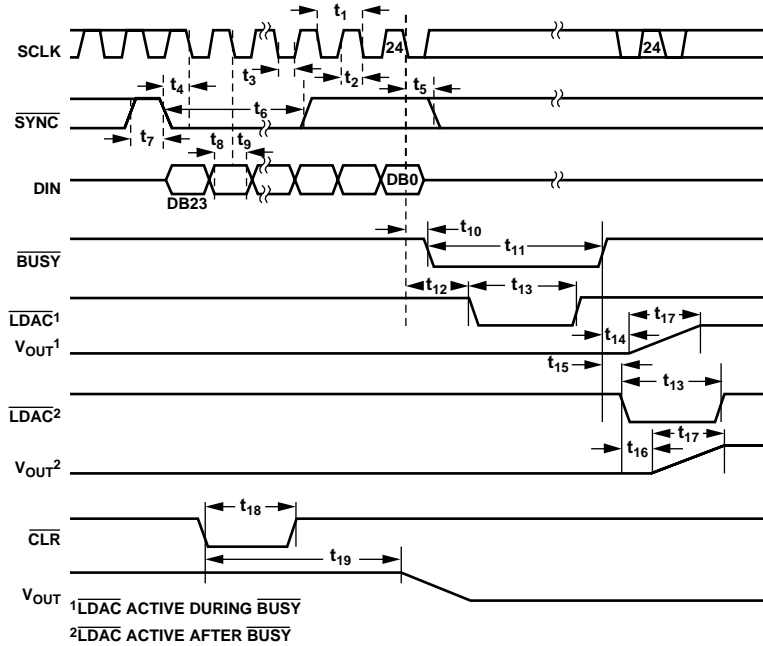 t1
SCLK
24
24
t3
t2
t4
t6
t5
SYNC
t7
t8
t9
DIN
DB0
DB23
t10
BUSY
t11
t12
t13
LDAC1
t17
t14
VOUT1
t15
t13
LDAC2
t17
t16
VOUT2
t18
CLR
t19
VOUT
1LDAC ACTIVE DURING BUSY
2LDAC ACTIVE AFTER BUSY